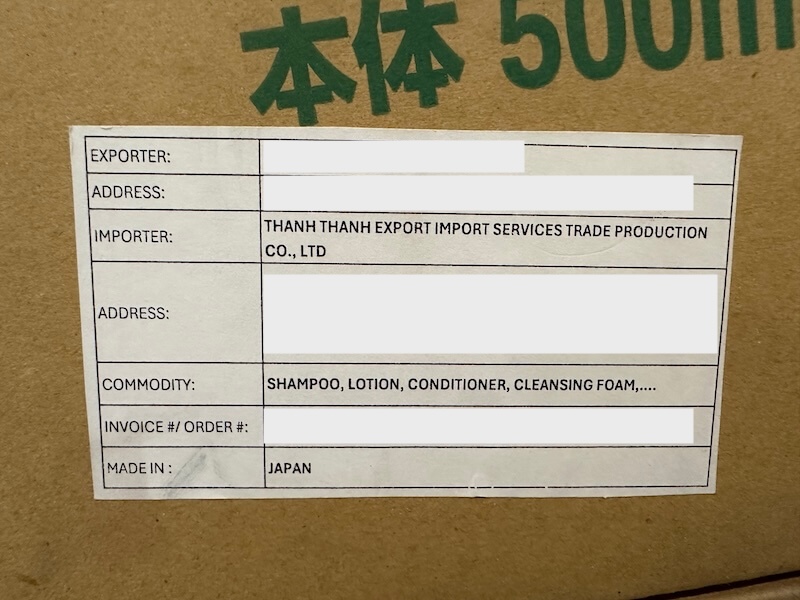 本体 500m
EXPORTER:
ADDRESS:
IMPORTER: THANH THANH EXPORT IMPORT SERVICES TRADE PRODUCTION
CO., LTD
ADDRESS:
COMMODITY: SHAMPOO, LOTION, CONDITIONER, CLEANSING FOAM,....
INVOICE #/ ORDER #:
MADE IN : JAPAN